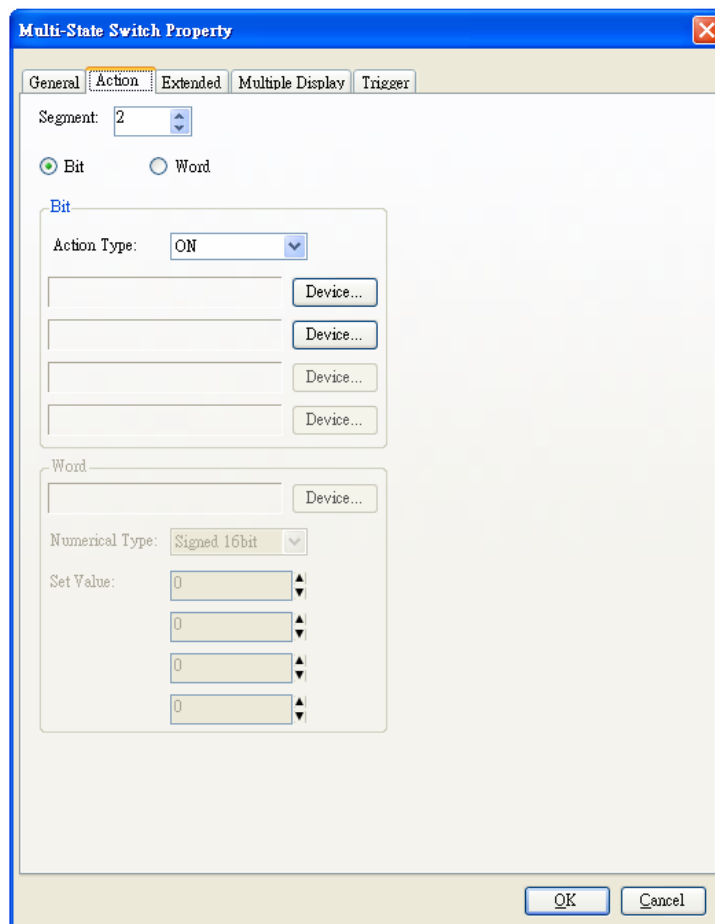 Multi-State Switch Property
General Action Extended Multiple Display Trigger
Segment: 2
Bit Word
Bit
Action Type: ON
Device...
Device...
Device...
Device...
Word
Device...
Numerical Type: Signed 16bit
Set Value: 0
0
0
0
OK Cancel